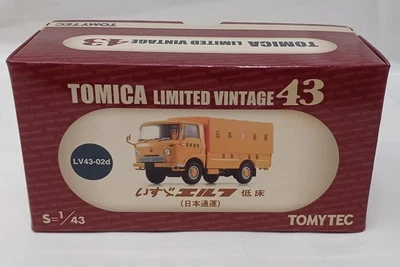 TOMICA LIMITED VINTAGE 43
TOMICA LIMITED VINTAGE 43
LV43-02d
いすゞエルフ 低床
(日本通運)
S=1/43
TOMYTEC